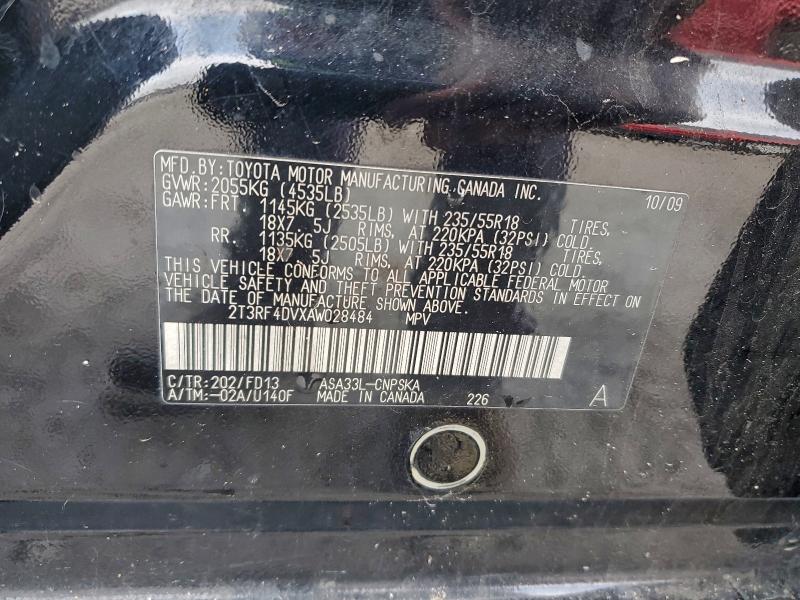 MFD.BY:TOYOTA MOTOR MANUFACTURING CANADA INC.
GVWR:2055KG (4535LB) 10/09
GAWR:FRT 1145KG (2535LB) WITH 235/55R18 TIRES,
18X7. 5J RIMS, AT 220KPA (32PSI) COLD.
RR. 1135KG (2505LB) WITH 235/55R18 TIRES,
18X7. 5J RIMS, AT 220KPA (32PSI) COLD.
THIS VEHICLE CONFORMS TO ALL APPLICABLE FEDERAL MOTOR
VEHICLE SAFETY AND THEFT PREVENTION STANDARDS IN EFFECT ON
THE DATE OF MANUFACTURE SHOWN ABOVE.
2T3RF4DVXAW028484 MPV
C/TR:202/FD13 ASA33L-CNPSKA
A/TM:-02A/U140F MADE IN CANADA 226 A